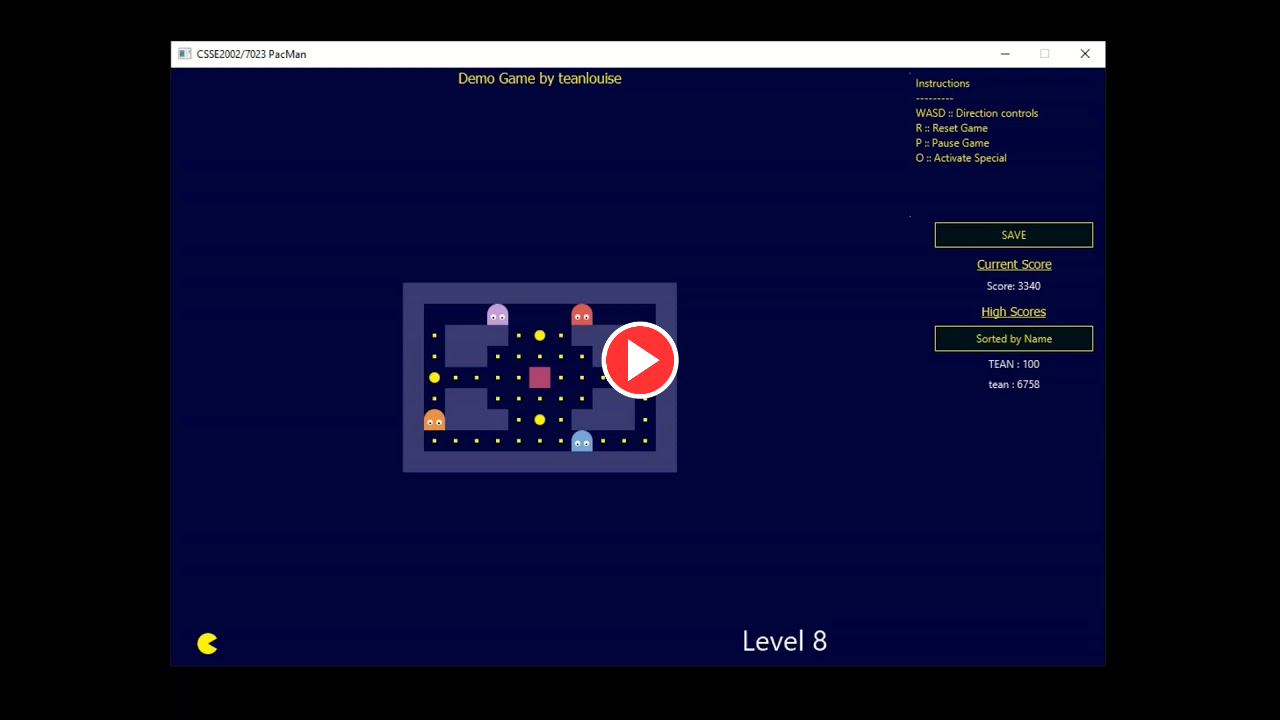 CSSE2002/7023 PacMan
Demo Game by teanlouise
Instructions
---------
WASD :: Direction controls
R :: Reset Game
P :: Pause Game
O :: Activate Special
SAVE
Current Score
Score: 3340
High Scores
Sorted by Name
TEAN : 100
tean : 6758
Level 8